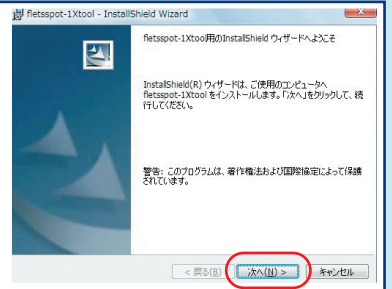 fletsspot-1Xtool - InstallShield Wizard
fletsspot-1Xtool用のInstallShield ウィザードへようこそ
InstallShield(R) ウィザードは、ご使用のコンピュータへ
fletsspot-1Xtool をインストールします。「次へ」をクリックして、続
行してください。
警告: このプログラムは、著作権法および国際協定によって保護
されています。
< 戻る(B)
次へ(N) >
キャンセル